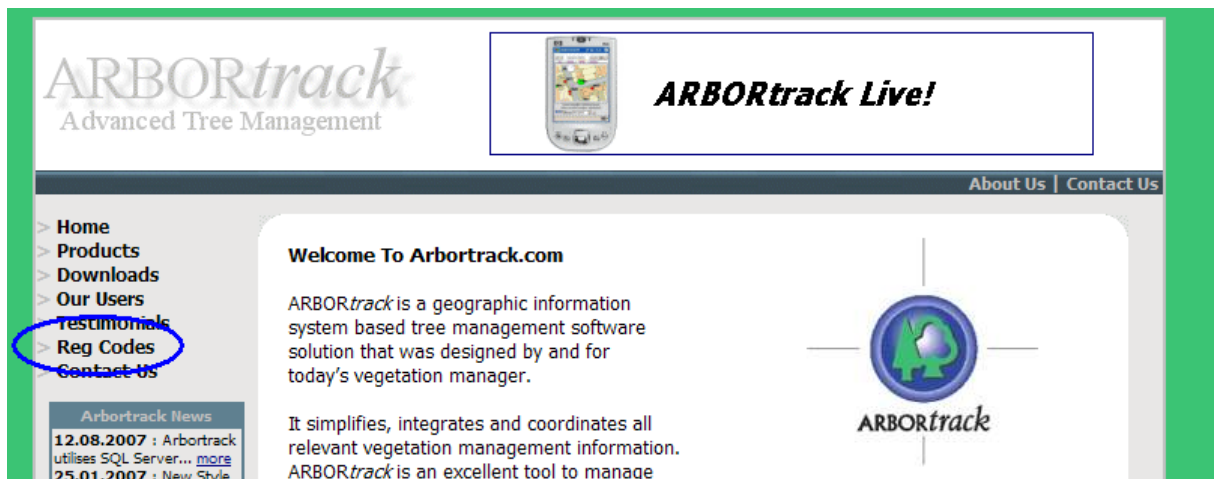 ARBORtrack
Advanced Tree Management
ARBORtrack Live!
About Us | Contact Us
> Home
> Products
> Downloads
> Our Users
> Testimonials
> Reg Codes
> Contact Us
Arbortrack News
12.08.2007 : Arbortrack
utilises SQL Server... more
25.01.2007 : New Style
Welcome To Arbortrack.com
ARBORtrack is a geographic information
system based tree management software
solution that was designed by and for
today's vegetation manager.
It simplifies, integrates and coordinates all
relevant vegetation management information.
ARBORtrack is an excellent tool to manage
ARBORtrack